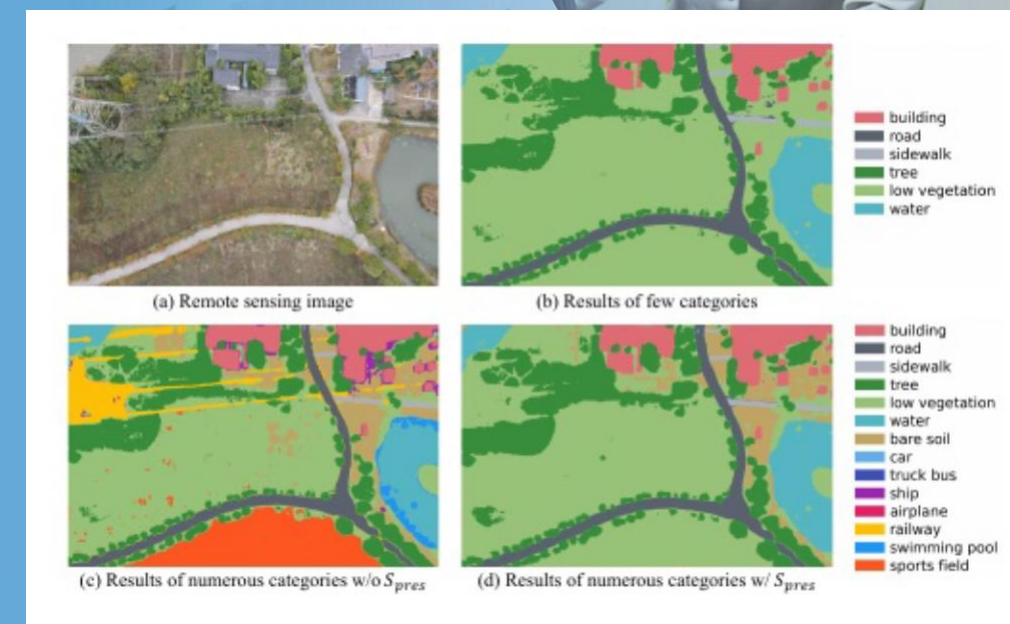 building
road
sidewalk
tree
low vegetation
water
(a) Remote sensing image
(b) Results of few categories
building
road
sidewalk
tree
low vegetation
water
bare soil
car
truck bus
ship
airplane
railway
swimming pool
sports field
(c) Results of numerous categories w/o Spres
(d) Results of numerous categories w/ Spres